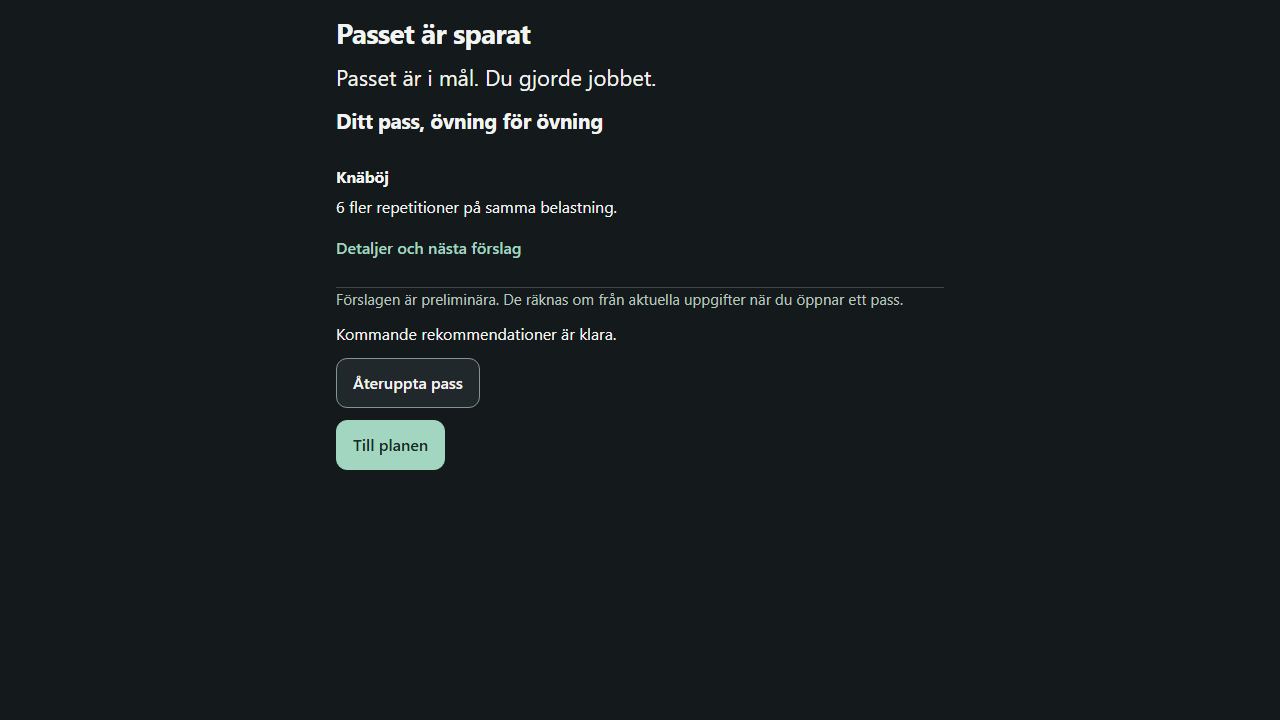 Passet är sparat
Passet är i mål. Du gjorde jobbet.
Ditt pass, övning för övning
Knäböj
6 fler repetitioner på samma belastning.
Detaljer och nästa förslag
Förslagen är preliminära. De räknas om från aktuella uppgifter när du öppnar ett pass.
Kommande rekommendationer är klara.
Återuppta pass
Till planen